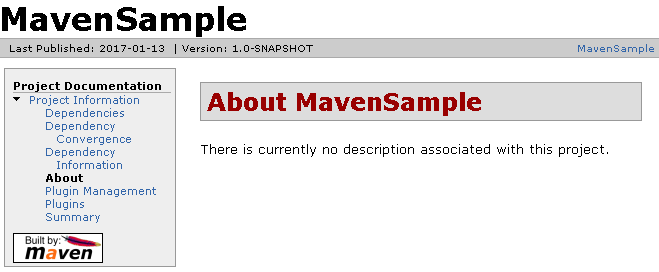 MavenSample
Last Published: 2017-01-13 | Version: 1.0-SNAPSHOT
MavenSample
Project Documentation
Project Information
Dependencies
Dependency
Convergence
Dependency
Information
About
Plugin Management
Plugins
Summary
Built by:
maven
About MavenSample
There is currently no description associated with this project.